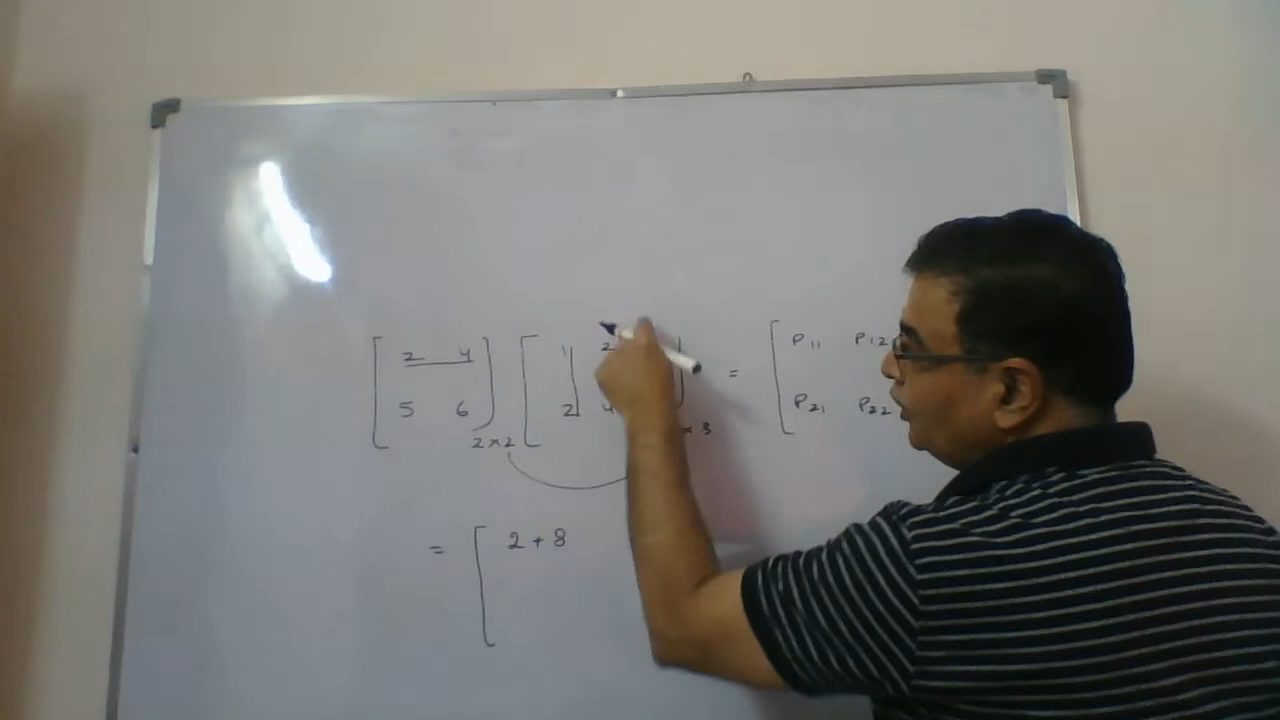 [ 2 4 ] [ 1 2 ] = [ P11 P12
5 6 2 4 P21 P22
2×2 × 3
= [ 2 + 8